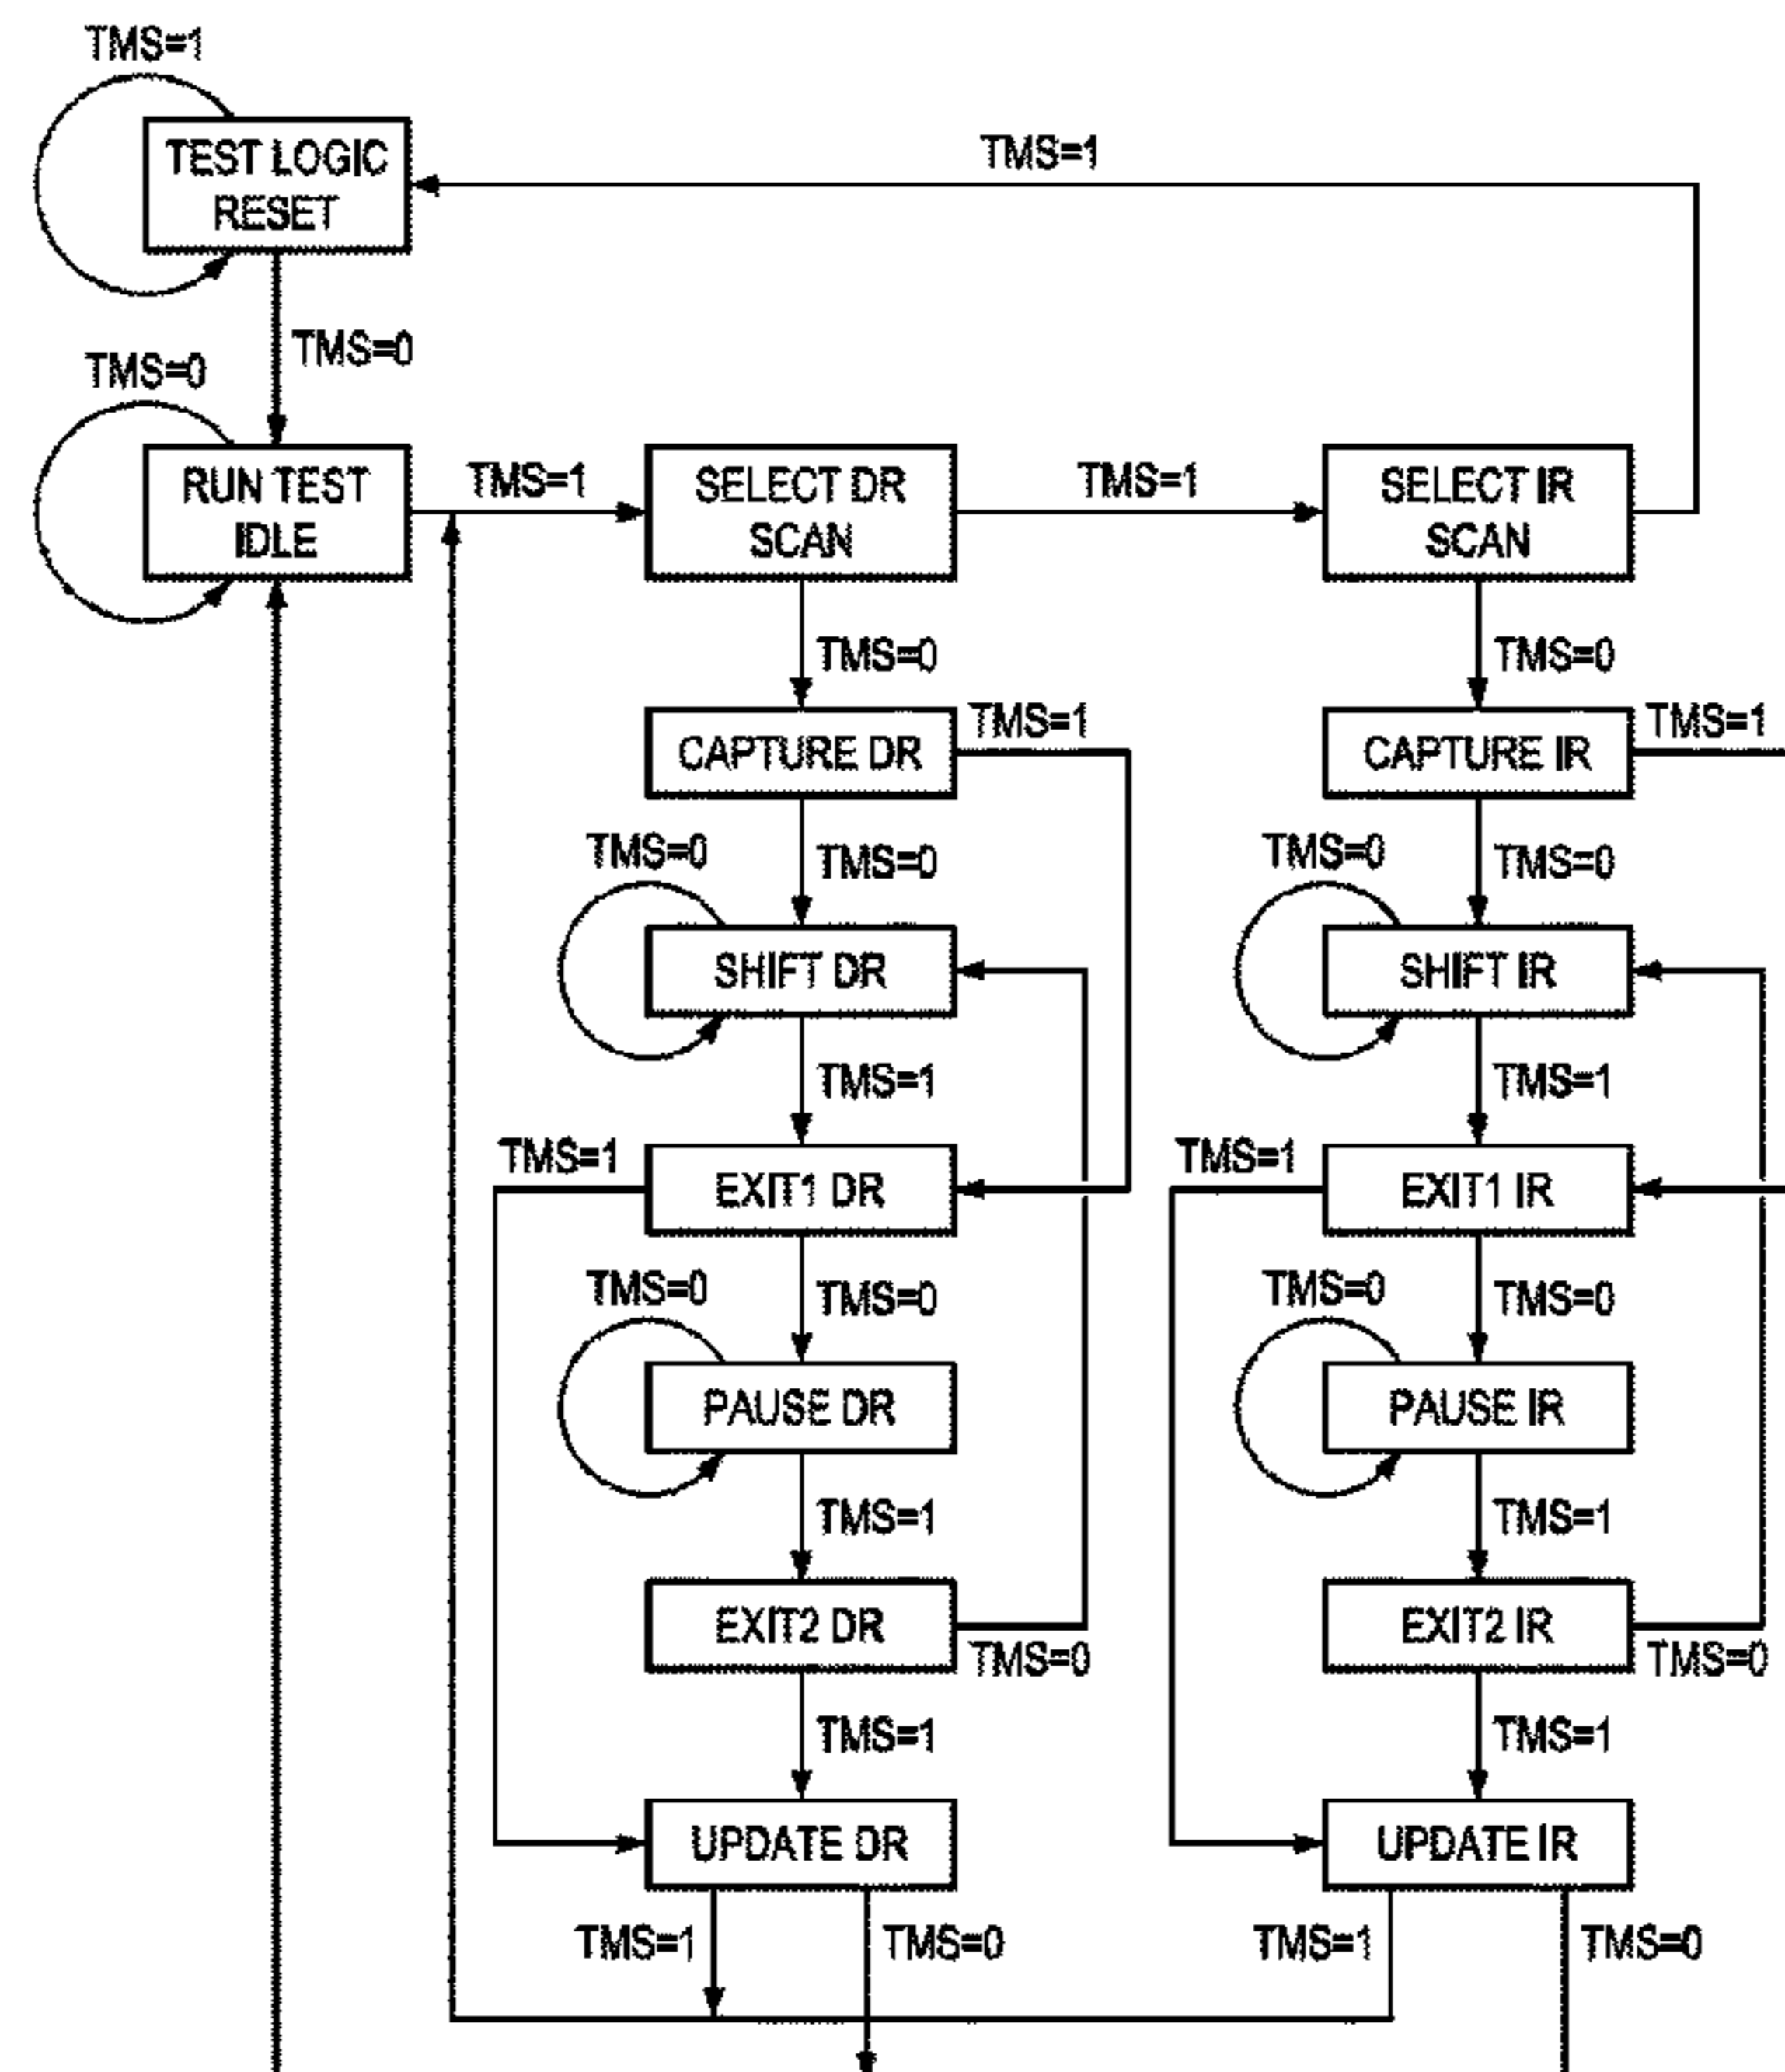 TMS=1
TEST LOGIC
RESET
TMS=1
TMS=0
TMS=0
RUN TEST
IDLE
TMS=1
SELECT DR
SCAN
TMS=1
SELECT IR
SCAN
TMS=0
TMS=0
CAPTURE DR
TMS=1
CAPTURE IR
TMS=1
TMS=0
TMS=0
TMS=0
TMS=0
SHIFT DR
SHIFT IR
TMS=1
TMS=1
TMS=1
EXIT1 DR
TMS=1
EXIT1 IR
TMS=0
TMS=0
TMS=0
TMS=0
PAUSE DR
PAUSE IR
TMS=1
TMS=1
EXIT2 DR
TMS=0
EXIT2 IR
TMS=0
TMS=1
TMS=1
UPDATE DR
UPDATE IR
TMS=1
TMS=0
TMS=1
TMS=0